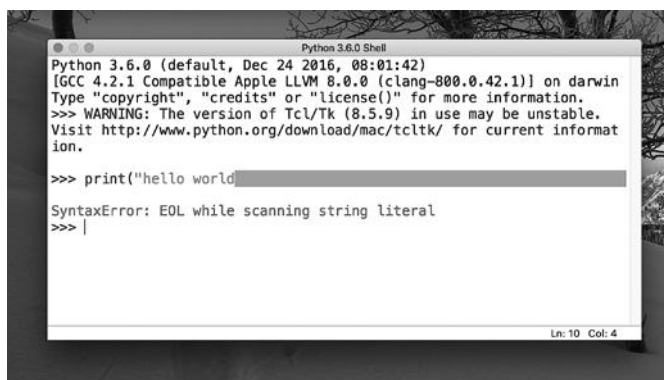 Python 3.6.0 Shell
Python 3.6.0 (default, Dec 24 2016, 08:01:42)
[GCC 4.2.1 Compatible Apple LLVM 8.0.0 (clang-800.0.42.1)] on darwin
Type "copyright", "credits" or "license()" for more information.
>>> WARNING: The version of Tcl/Tk (8.5.9) in use may be unstable.
Visit http://www.python.org/download/mac/tcltk/ for current informat
ion.
>>> print("hello world
SyntaxError: EOL while scanning string literal
>>>
Ln: 10 Col: 4